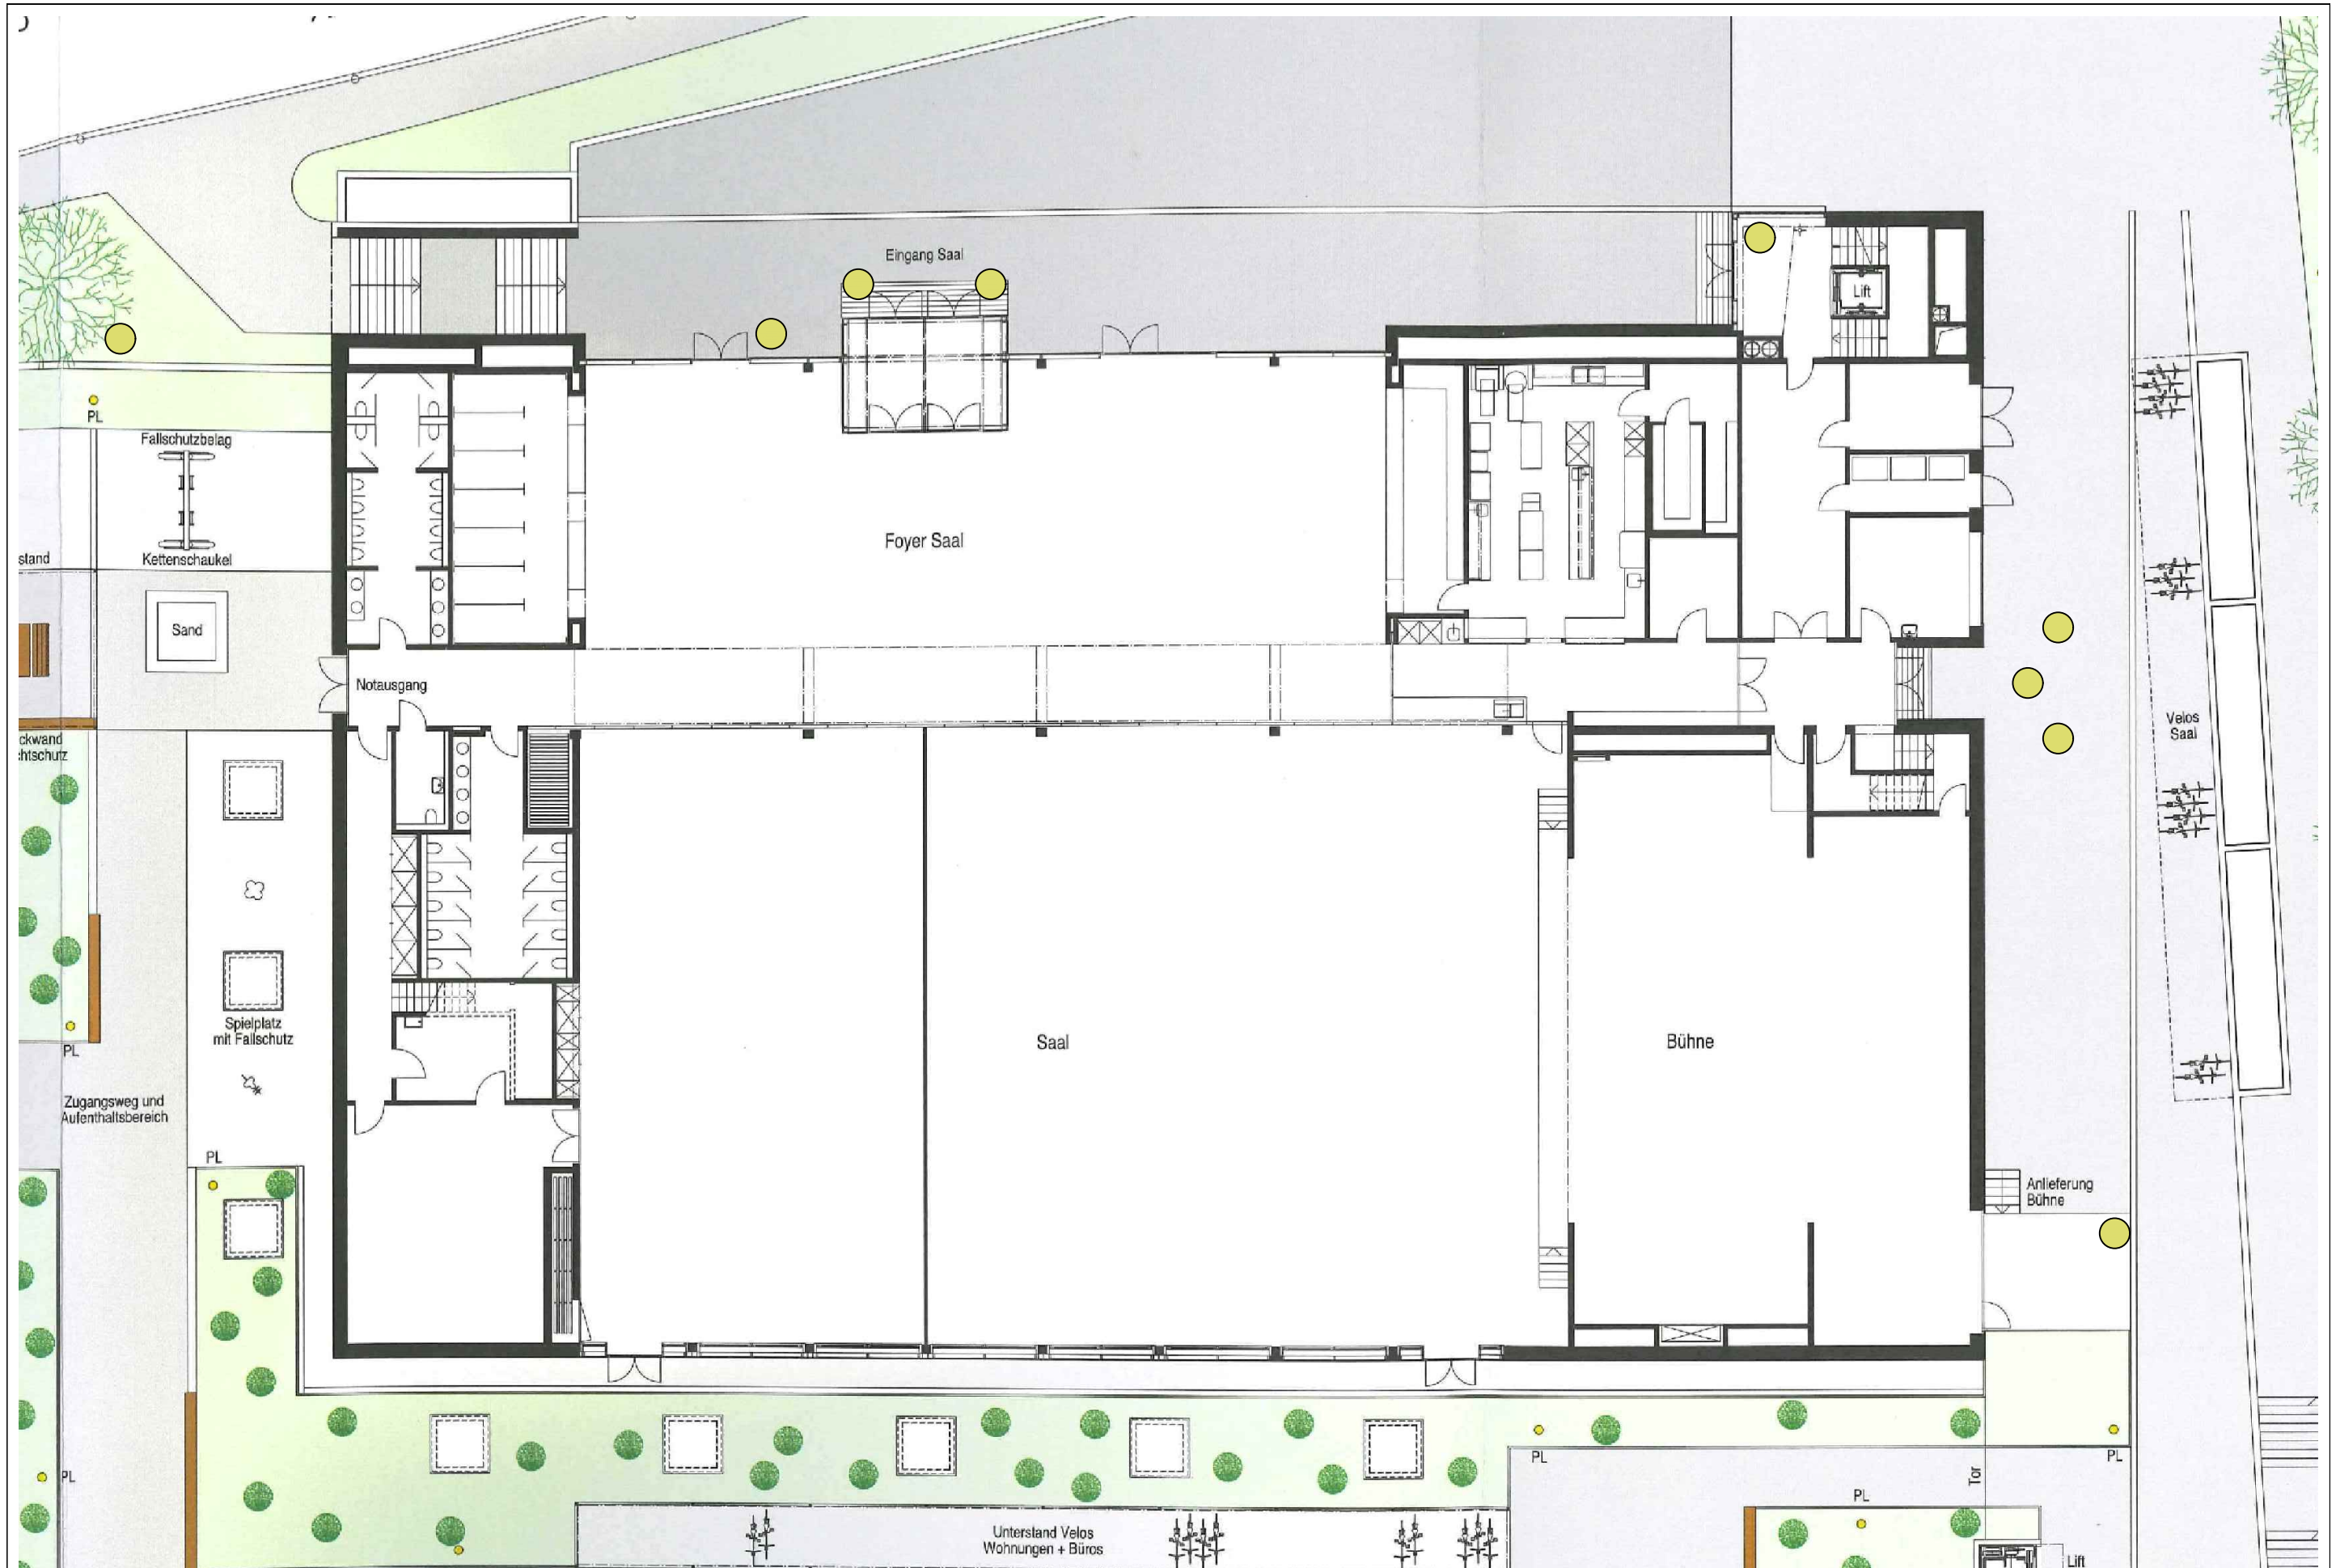 Eingang Saal
Lift
PL
Fallschutzbelag
Kettenschaukel
stand
Sand
Foyer Saal
Notausgang
ckwand
chtschutz
Velos
Saal
Spielplatz
mit Fallschutz
PL
Saal
Bühne
Zugangsweg und
Aufenthaltsbereich
PL
Anlieferung
Bühne
PL
PL
PL
Tor
PL
Unterstand Velos
Wohnungen + Büros
Lift